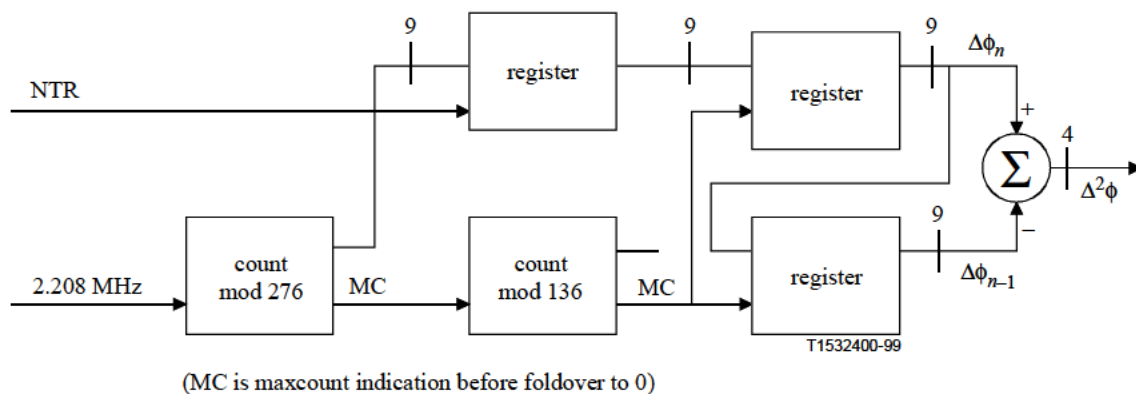 9
9
9
Δϕn
register
register
NTR
+
4
Σ
Δ²ϕ
9
−
count
mod 276
count
mod 136
register
2.208 MHz
MC
MC
Δϕn–1
T1532400-99
(MC is maxcount indication before foldover to 0)